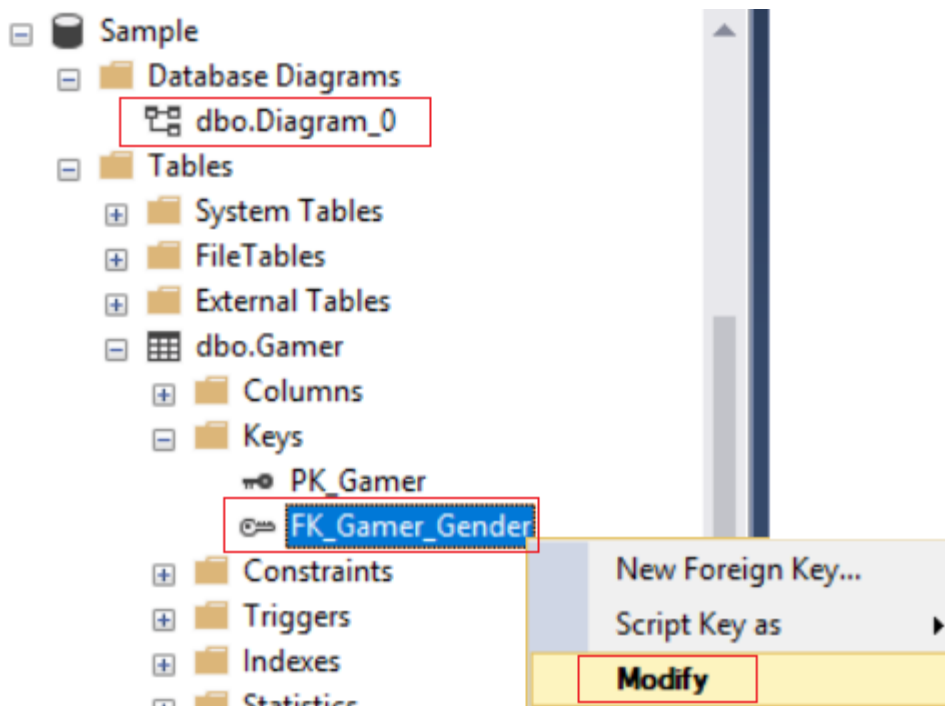 Sample
Database Diagrams
dbo.Diagram_0
Tables
System Tables
FileTables
External Tables
dbo.Gamer
Columns
Keys
PK_Gamer
FK_Gamer_Gender
Constraints
New Foreign Key...
Triggers
Script Key as
Indexes
Modify
Statistics